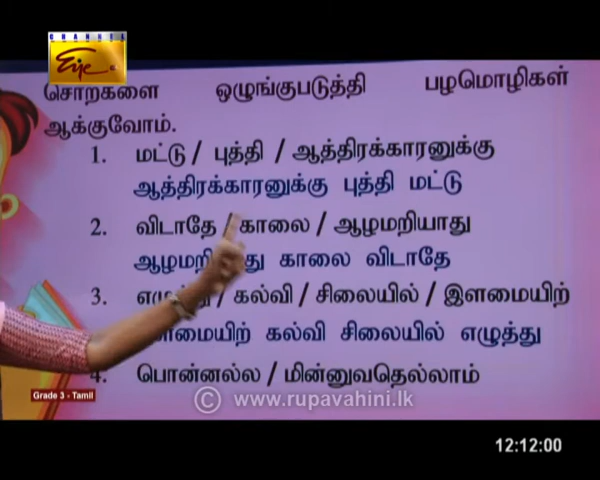 CHANNEL
Eye
சொற்களை ஒழுங்குபடுத்தி பழமொழிகள்
ஆக்குவோம்.
1. மட்டு / புத்தி / ஆத்திரக்காரனுக்கு
ஆத்திரக்காரனுக்கு புத்தி மட்டு
2. விடாதே / காலை / ஆழமறியாது
காலை விடாதே
3. / கல்வி / சிலையில் / இளமையிற்
கல்வி சிலையில் எழுத்து
4. பொன்னல்ல / மின்னுவதெல்லாம்
Grade 3 - Tamil
© www.rupavahini.lk
12:12:00